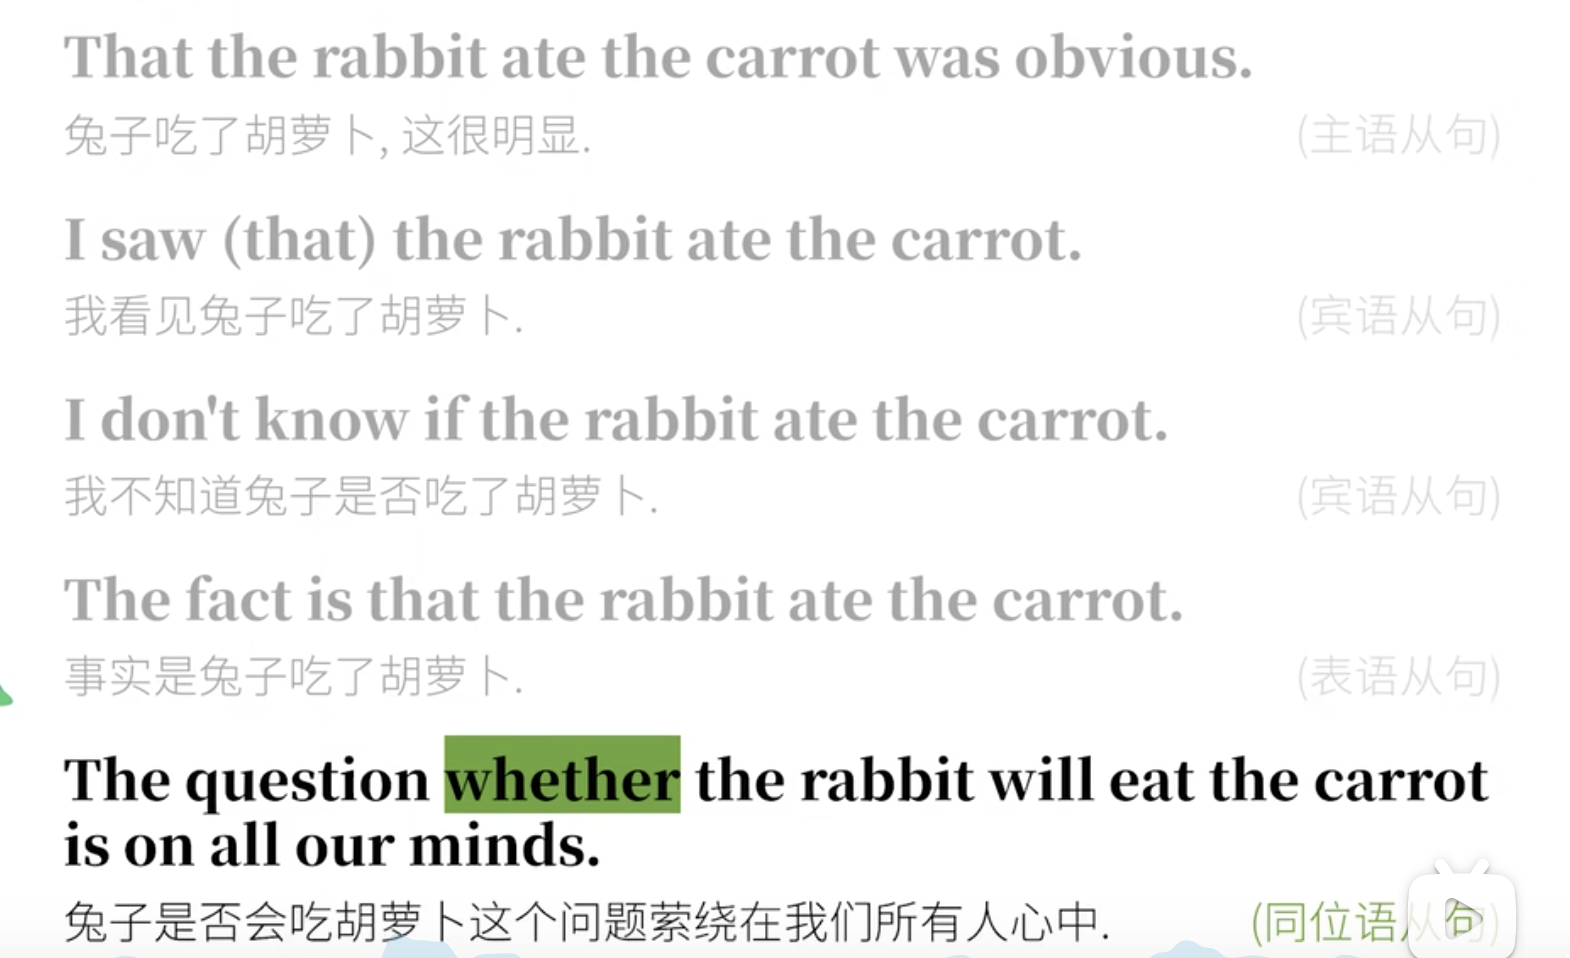 That the rabbit ate the carrot was obvious.
兔子吃了胡萝卜, 这很明显.
(主语从句)
I saw (that) the rabbit ate the carrot.
我看见兔子吃了胡萝卜.
(宾语从句)
I don't know if the rabbit ate the carrot.
我不知道兔子是否吃了胡萝卜.
(宾语从句)
The fact is that the rabbit ate the carrot.
事实是兔子吃了胡萝卜.
(表语从句)
The question whether the rabbit will eat the carrot
is on all our minds.
兔子是否会吃胡萝卜这个问题萦绕在我们所有人心中.
(同位语从句)